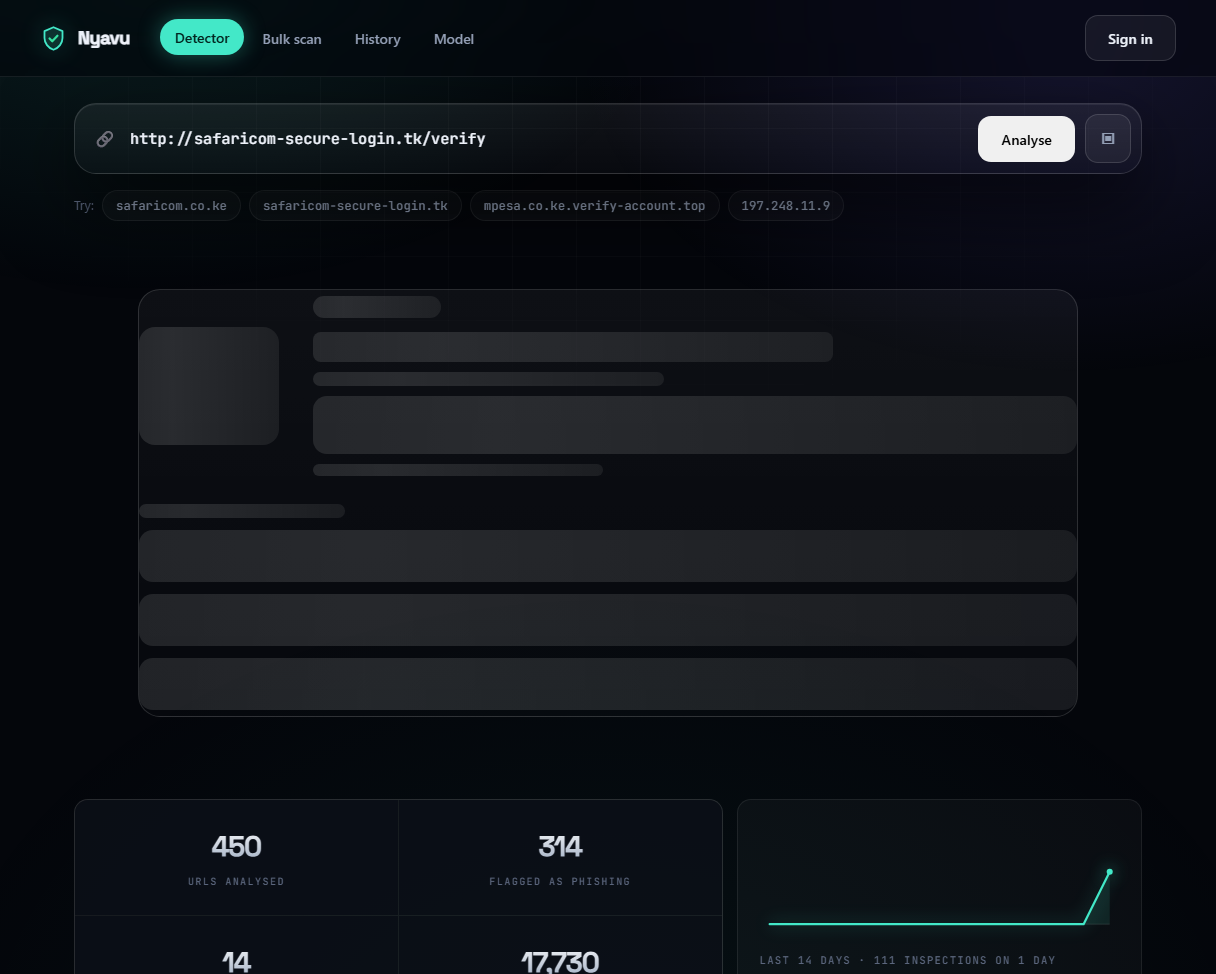 Nyavu
Detector
Bulk scan
History
Model
Sign in
http://safaricom-secure-login.tk/verify
Analyse
Try:
safaricom.co.ke
safaricom-secure-login.tk
mpesa.co.ke.verify-account.top
197.248.11.9
450
URLS ANALYSED
314
FLAGGED AS PHISHING
14
17,730
LAST 14 DAYS · 111 INSPECTIONS ON 1 DAY